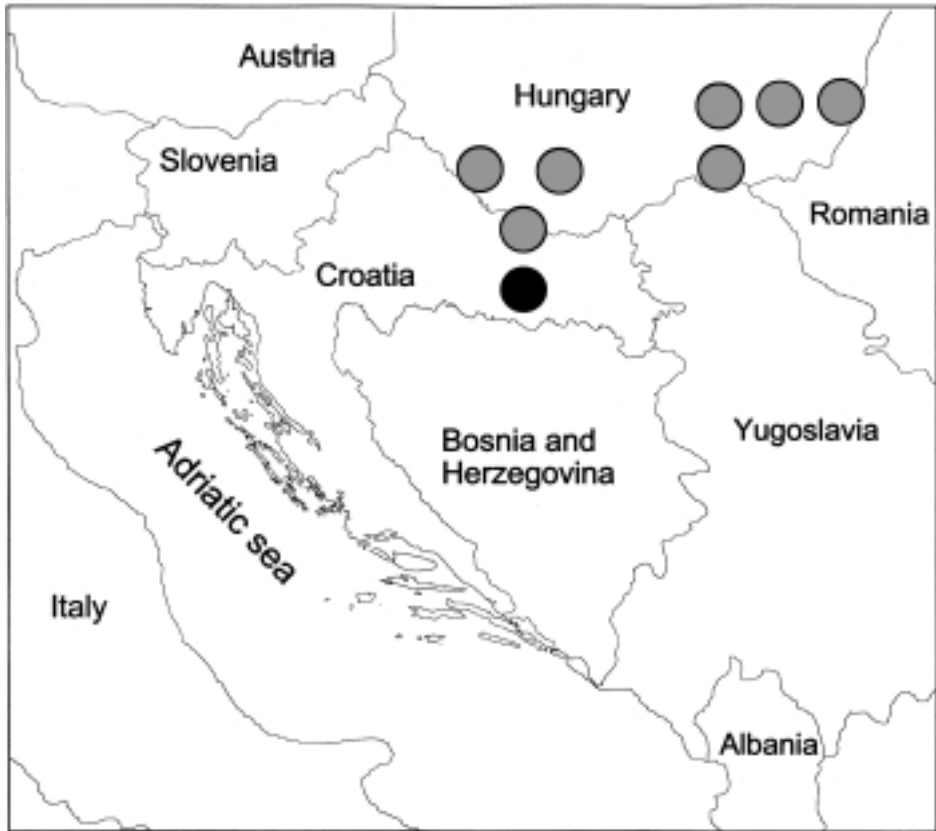 Austria
Hungary
Slovenia
Romania
Croatia
Bosnia and
Herzegovina
Yugoslavia
Adriatic sea
Italy
Albania